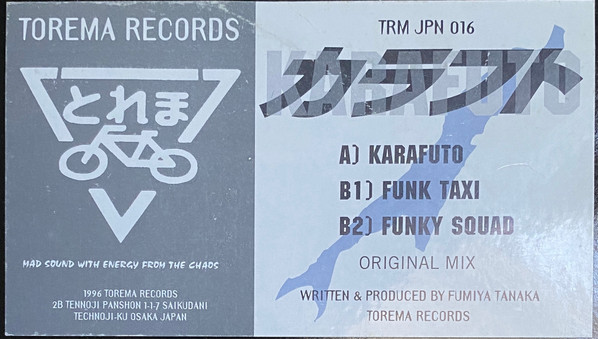 TOREMA RECORDS
とれま
MAD SOUND WITH ENERGY FROM THE CHAOS
1996 TOREMA RECORDS
2B TENNOJI PANSHON 1-1-7 SAIKUDANI
TECHNOJI-KU OSAKA JAPAN
TRM JPN 016
KARAFUTO
カラフト
A) KARAFUTO
B1) FUNK TAXI
B2) FUNKY SQUAD
ORIGINAL MIX
WRITTEN & PRODUCED BY FUMIYA TANAKA
TOREMA RECORDS